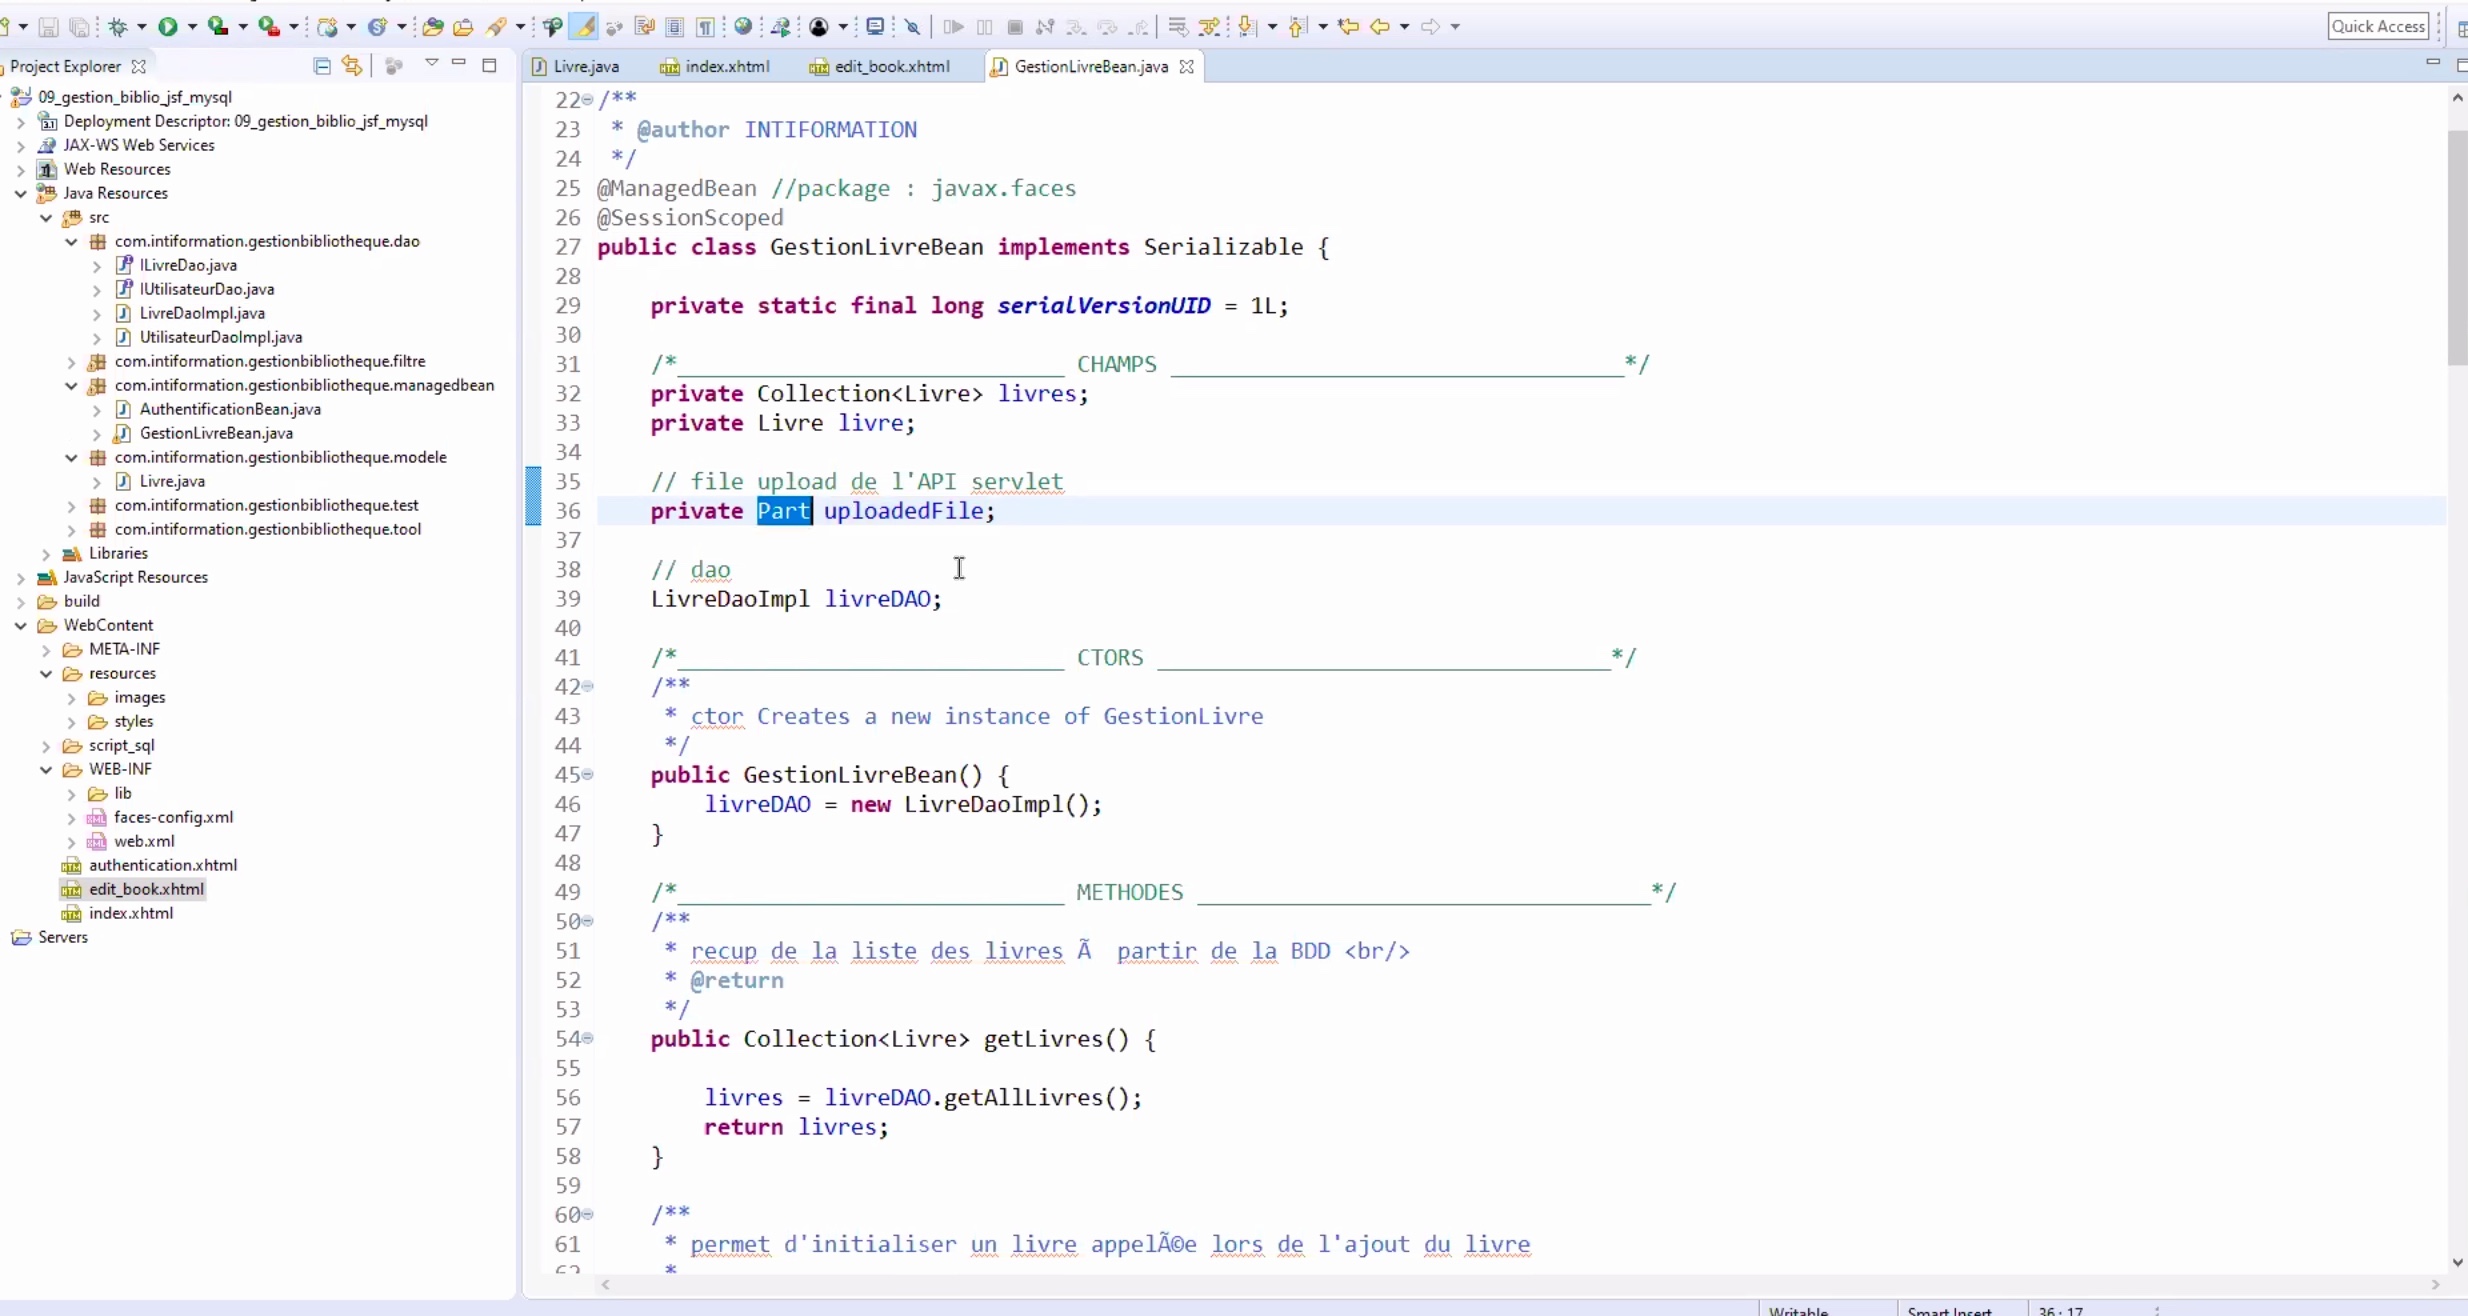 Quick Access
Project Explorer
09_gestion_biblio_jsf_mysql
Deployment Descriptor: 09_gestion_biblio_jsf_mysql
JAX-WS Web Services
Web Resources
Java Resources
src
com.intiformation.gestionbibliotheque.dao
ILivreDao.java
IUtilisateurDao.java
LivreDaoImpl.java
UtilisateurDaoImpl.java
com.intiformation.gestionbibliotheque.filtre
com.intiformation.gestionbibliotheque.managedbean
AuthentificationBean.java
GestionLivreBean.java
com.intiformation.gestionbibliotheque.modele
Livre.java
com.intiformation.gestionbibliotheque.test
com.intiformation.gestionbibliotheque.tool
Libraries
JavaScript Resources
build
WebContent
META-INF
resources
images
styles
script_sql
WEB-INF
lib
faces-config.xml
web.xml
authentication.xhtml
edit_book.xhtml
index.xhtml
Servers
Livre.java index.xhtml edit_book.xhtml GestionLivreBean.java
22 /**
23 * @author INTIFORMATION
24 */
25 @ManagedBean //package : javax.faces
26 @SessionScoped
27 public class GestionLivreBean implements Serializable {
28
29 private static final long serialVersionUID = 1L;
30
31 /*_____________________________ CHAMPS __________________________________*/
32 private Collection<Livre> livres;
33 private Livre livre;
34
35 // file upload de l'API servlet
36 private Part uploadedFile;
37
38 // dao
39 LivreDaoImpl livreDAO;
40
41 /*_____________________________ CTORS __________________________________*/
42 /**
43 * ctor Creates a new instance of GestionLivre
44 */
45 public GestionLivreBean() {
46 livreDAO = new LivreDaoImpl();
47 }
48
49 /*_____________________________ METHODES __________________________________*/
50 /**
51 * recup de la liste des livres Ã  partir de la BDD <br/>
52 * @return
53 */
54 public Collection<Livre> getLivres() {
55
56 livres = livreDAO.getAllLivres();
57 return livres;
58 }
59
60 /**
61 * permet d'initialiser un livre appelÃ©e lors de l'ajout du livre
62 *
Writable Smart Insert 36 : 17